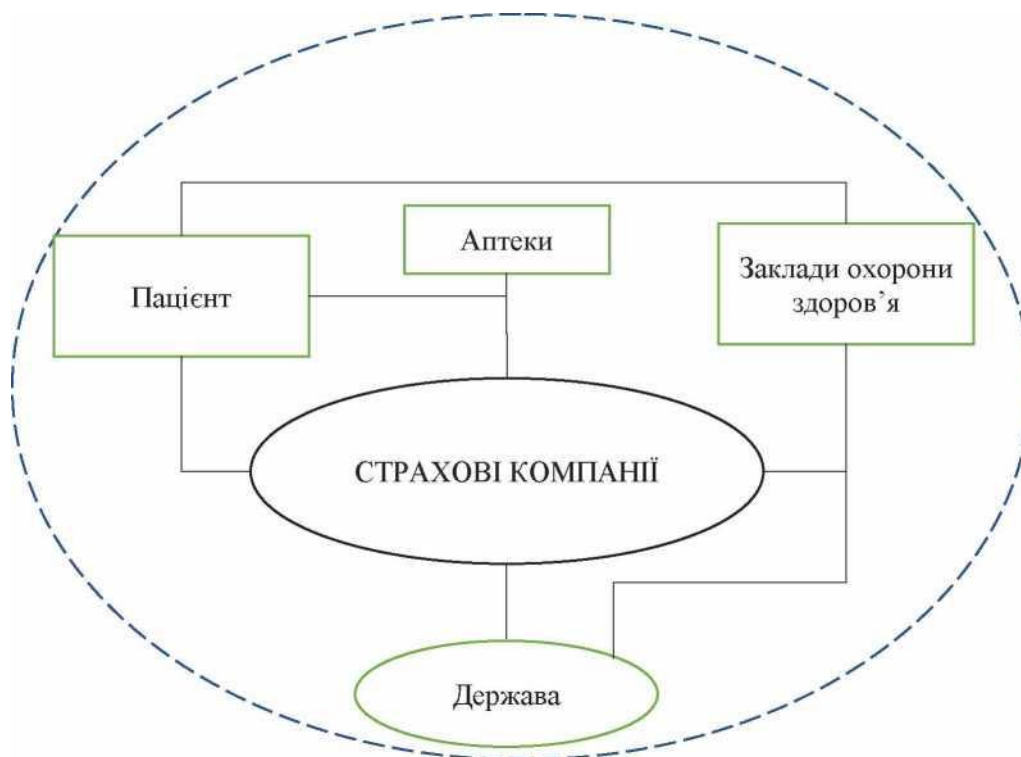 Аптеки
Пацієнт
Заклади охорони
здоров’я
СТРАХОВІ КОМПАНІЇ
Держава